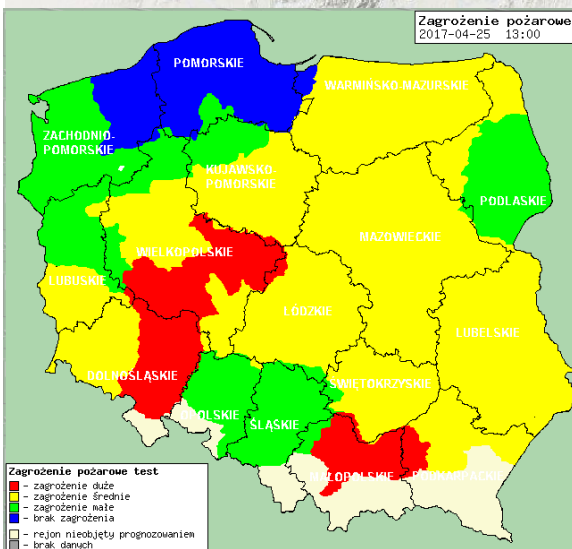 Zagrożenie pożarowe
2017-04-25 13:00
POMORSKIE
WARMIŃSKO MAZURSKIE
ZACHODNIO-
POMORSKIE
KUJAWSKO
POMORSKIE
PODLASKIE
WIELKOPOLSKIE
MAZOWIECKIE
LUBUSKIE
ŁÓDZKIE
LUBELSKIE
DOLNOŚLĄSKIE
ŚWIĘTOKRZYSKIE
OPOLSKIE
ŚLĄSKIE
MAŁOPOLSKIE
PODKARPACKIE
Zagrożenie pożarowe test
- zagrożenie duże
- zagrożenie średnie
- zagrożenie małe
- brak zagrożenia
- rejon nieobjęty prognozowaniem
- brak danych